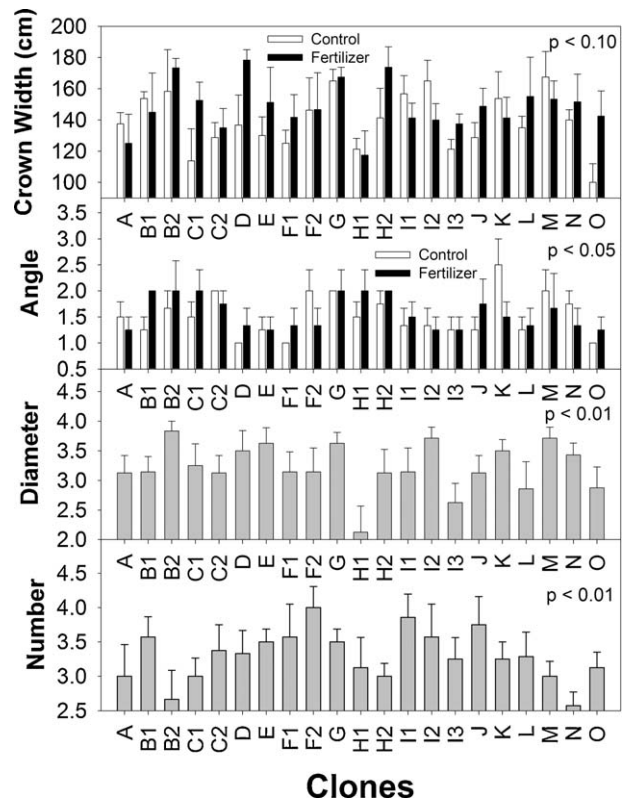 Crown Width (cm)
200
180
160
140
120
100
Control
Fertilizer
p < 0.10
A B1 B2 C1 C2 D E F1 F2 G H1 H2 I1 I2 I3 J K L M N O
Angle
3.5
3.0
2.5
2.0
1.5
1.0
0.5
Control
Fertilizer
p < 0.05
A B1 B2 C1 C2 D E F1 F2 G H1 H2 I1 I2 I3 J K L M N O
Diameter
4.5
4.0
3.5
3.0
2.5
2.0
p < 0.01
A B1 B2 C1 C2 D E F1 F2 G H1 H2 I1 I2 I3 J K L M N O
Number
4.5
4.0
3.5
3.0
2.5
p < 0.01
A B1 B2 C1 C2 D E F1 F2 G H1 H2 I1 I2 I3 J K L M N O
Clones